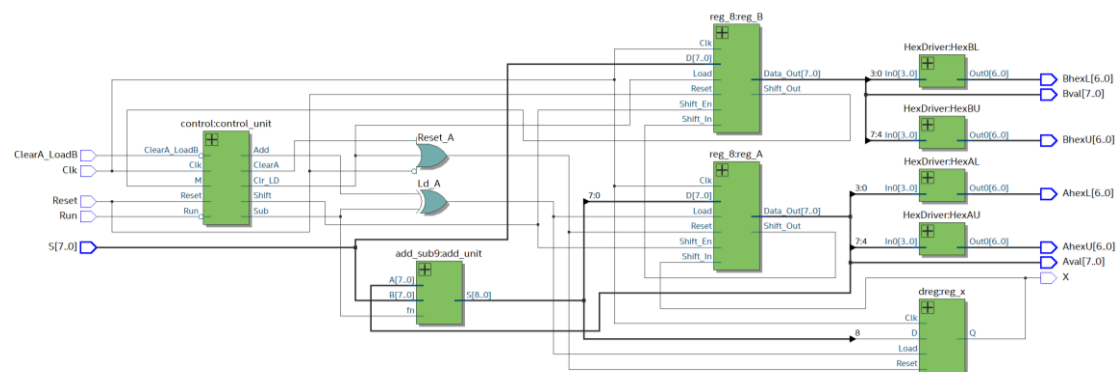 ClearA_LoadB
Clk
Reset
Run
S[7..0]
control:control_unit
ClearA_LoadB
Clk
M
Reset
Run
Add
ClearA
Clr_LD
Shift
Sub
Reset_A
Ld_A
add_sub9:add_unit
A[7..0]
B[7..0]
fn
S[8..0]
7:0
reg_8:reg_B
Clk
D[7..0]
Load
Reset
Shift_En
Shift_In
Data_Out[7..0]
Shift_Out
reg_8:reg_A
Clk
D[7..0]
Load
Reset
Shift_En
Shift_In
Data_Out[7..0]
Shift_Out
HexDriver:HexBL
3:0 In0[3..0] Out0[6..0]
HexDriver:HexBU
7:4 In0[3..0] Out0[6..0]
HexDriver:HexAL
3:0 In0[3..0] Out0[6..0]
HexDriver:HexAU
7:4 In0[3..0] Out0[6..0]
dreg:reg_x
Clk
8 D
Load
Reset
Q
BhexL[6..0]
Bval[7..0]
BhexU[6..0]
AhexL[6..0]
AhexU[6..0]
Aval[7..0]
X